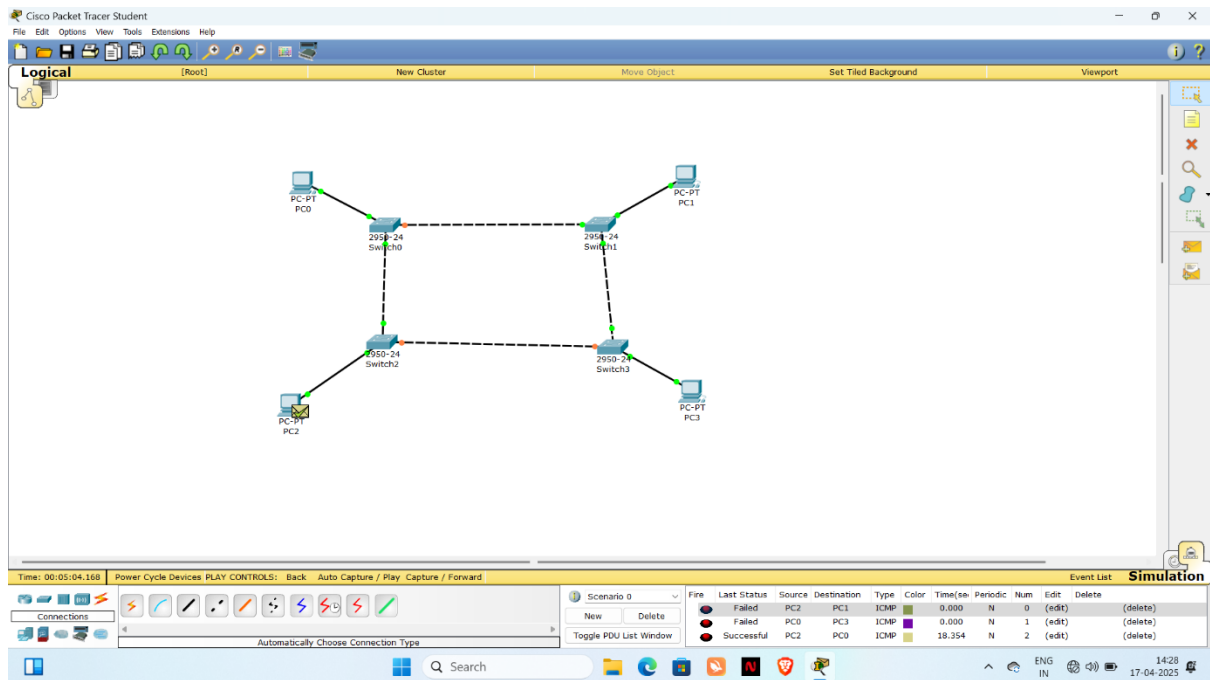 Cisco Packet Tracer Student
File Edit Options View Tools Extensions Help
Logical [Root] New Cluster Move Object Set Tiled Background Viewport
PC-PT
PC0
PC-PT
PC1
2950-24
Switch0
2950-24
Switch1
2950-24
Switch2
2950-24
Switch3
PC-PT
PC2
PC-PT
PC3
Time: 00:05:04.168 Power Cycle Devices PLAY CONTROLS: Back Auto Capture / Play Capture / Forward Event List Simulation
Connections
Automatically Choose Connection Type
Scenario 0
New Delete
Toggle PDU List Window
Fire Last Status Source Destination Type Color Time(se Periodic Num Edit Delete
Failed PC2 PC1 ICMP 0.000 N 0 (edit) (delete)
Failed PC0 PC3 ICMP 0.000 N 1 (edit) (delete)
Successful PC2 PC0 ICMP 18.354 N 2 (edit) (delete)
Search
ENG
IN
14:28
17-04-2025